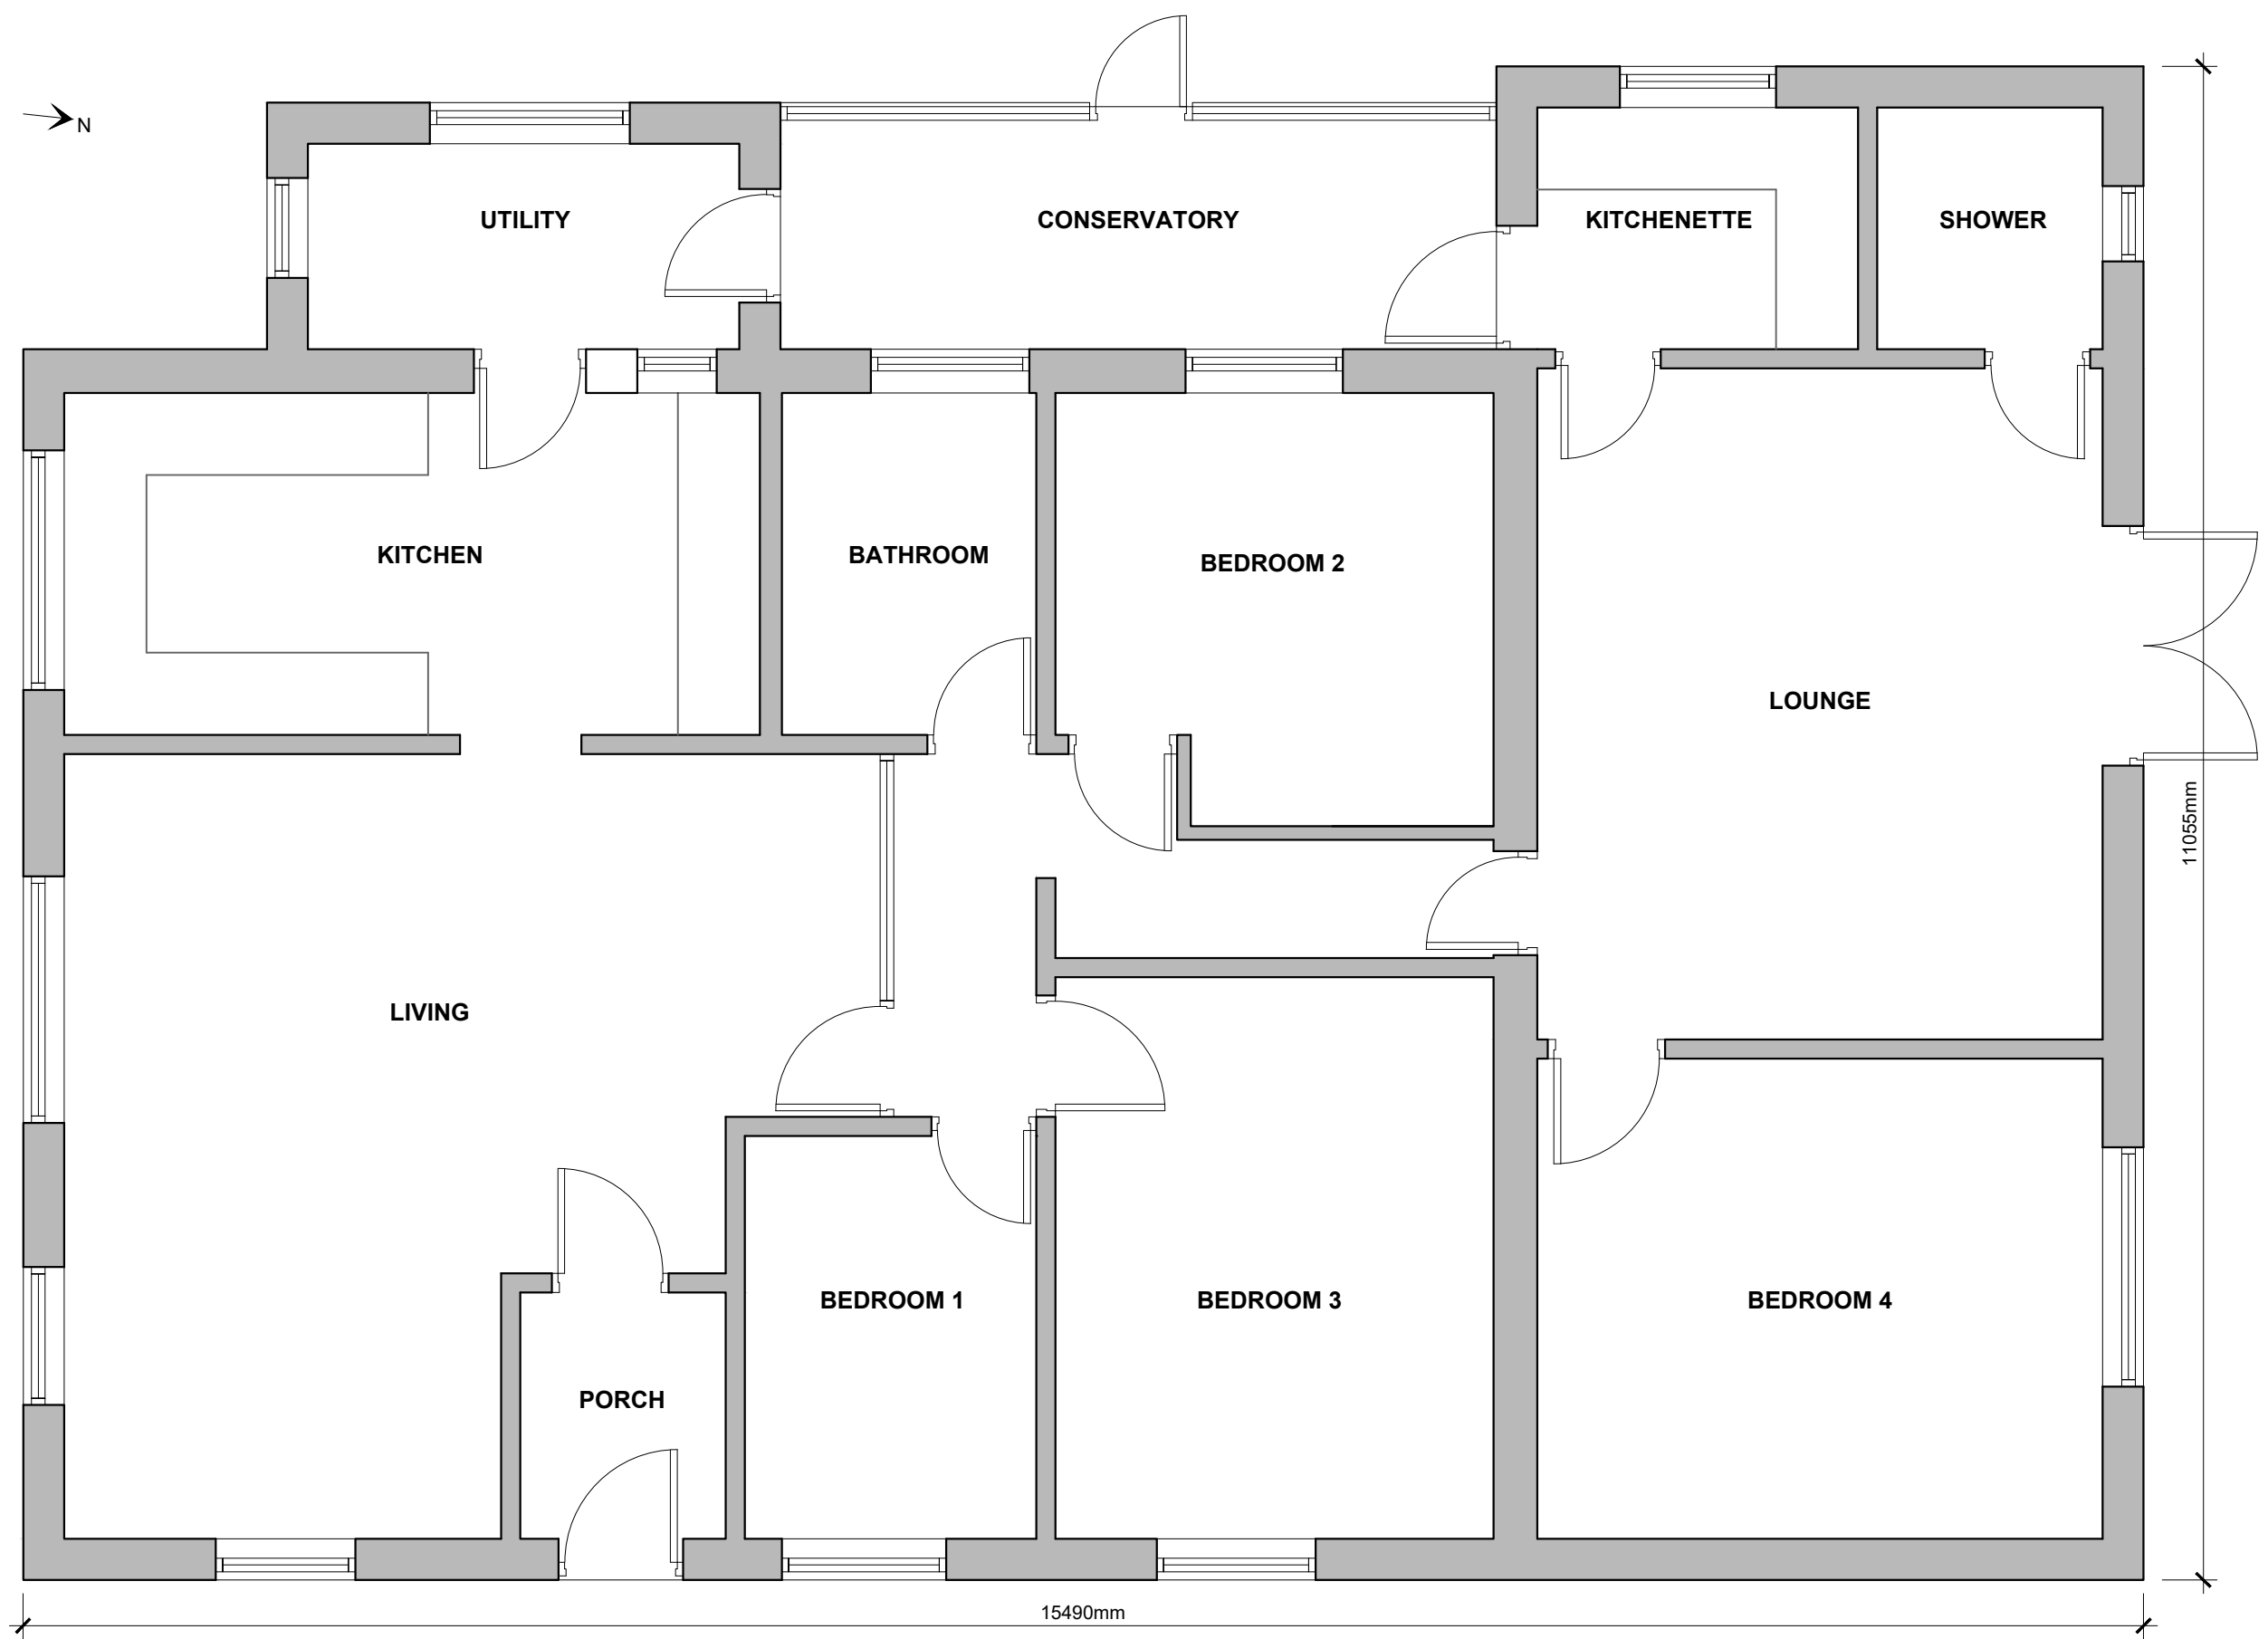 N
UTILITY
CONSERVATORY
KITCHENETTE
SHOWER
KITCHEN
BATHROOM
BEDROOM 2
LOUNGE
11055mm
LIVING
BEDROOM 1
BEDROOM 3
BEDROOM 4
PORCH
15490mm